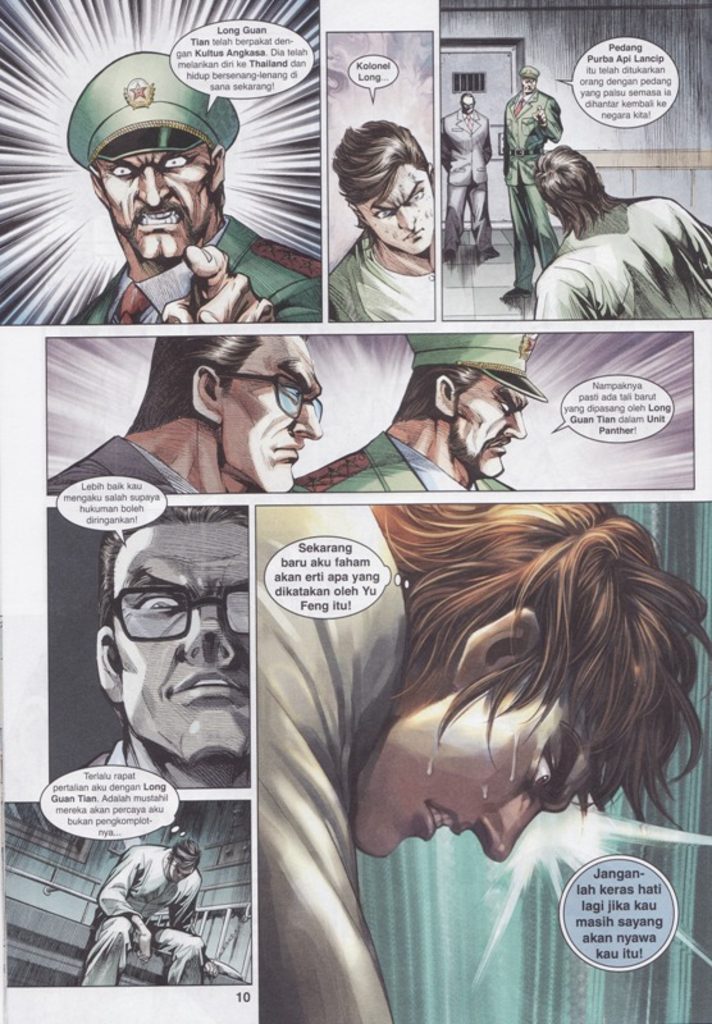 Long Guan
Tian telah berpakat den-
gan Kultus Angkasa. Dia telah
melarikan diri ke Thailand dan
hidup bersenang-lenang di
sana sekarang!
Kolonel
Long...
Pedang
Purba Api Lancip
itu telah ditukarkan
orang dengan pedang
yang palsu semasa ia
dihantar kembali ke
negara kita!
Nampaknya
pasti ada tali barut
yang dipasang oleh Long
Guan Tian dalam Unit
Panther!
Lebih baik kau
mengaku salah supaya
hukuman boleh
diringankan!
Sekarang
baru aku faham
akan erti apa yang
dikatakan oleh Yu
Feng itu!
Terlalu rapat
pertalian aku dengan Long
Guan Tian. Adalah mustahil
mereka akan percaya aku
bukan pengkomplot-
nya...
Jangan-
lah keras hati
lagi jika kau
masih sayang
akan nyawa
kau itu!
10